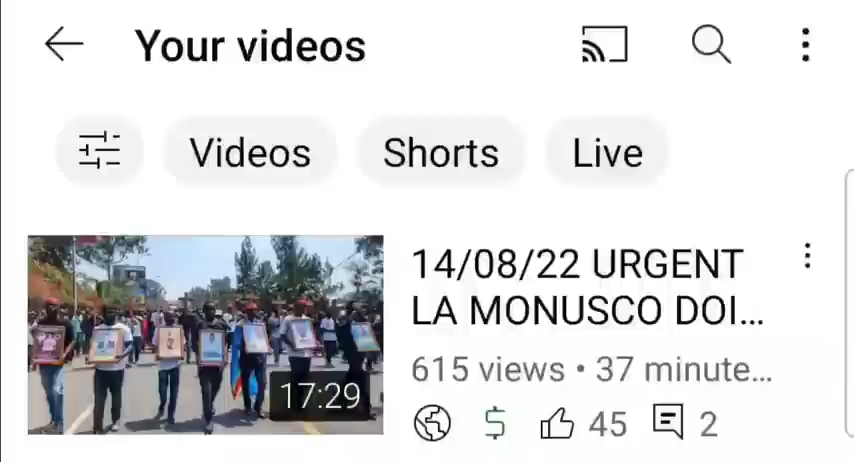 Your videos
Videos Shorts Live
14/08/22 URGENT
LA MONUSCO DOI...
615 views • 37 minute...
17:29
45 2